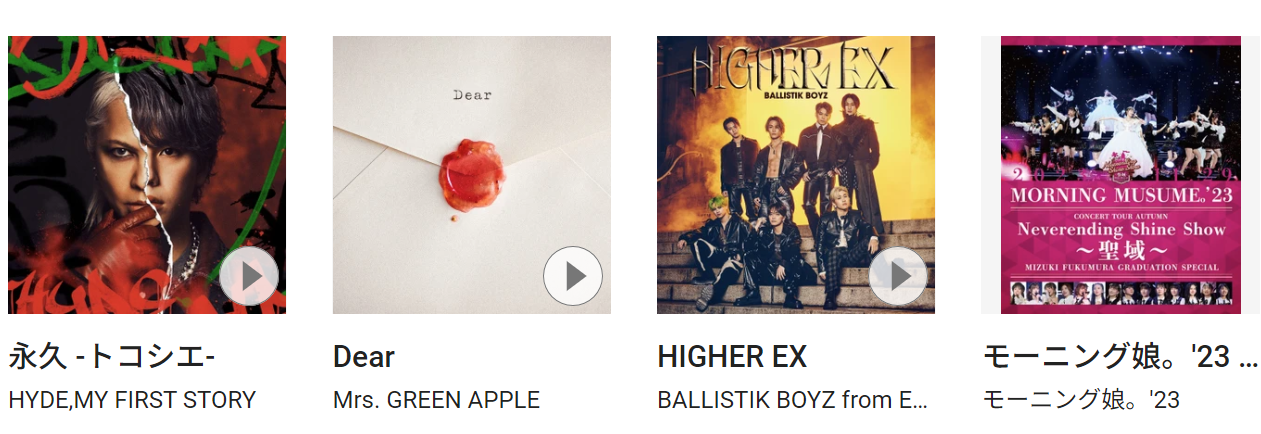 Dear
HIGHER EX
BALLISTIK BOYZ
MORNING MUSUME。'23
CONCERT TOUR AUTUMN
Neverending Shine Show
~聖域~
MIZUKI FUKUMURA GRADUATION SPECIAL
永久 -トコシエ-
HYDE,MY FIRST STORY
Dear
Mrs. GREEN APPLE
HIGHER EX
BALLISTIK BOYZ from E...
モーニング娘。'23 ...
モーニング娘。'23